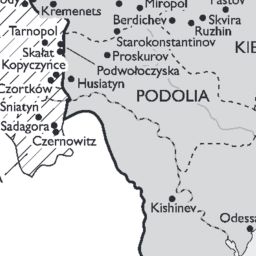 Kremenets
Miropol
Fastov
Berdichev
Skvira
Ruzhin
Tarnopol
Starokonstantinov
KIE
Skałat
Proskurov
Kopyczyńce
Podwołoczyska
Husiatyn
Czortków
PODOLIA
Śniatyn
Sadagora
Czernowitz
Kishinev
Odessa